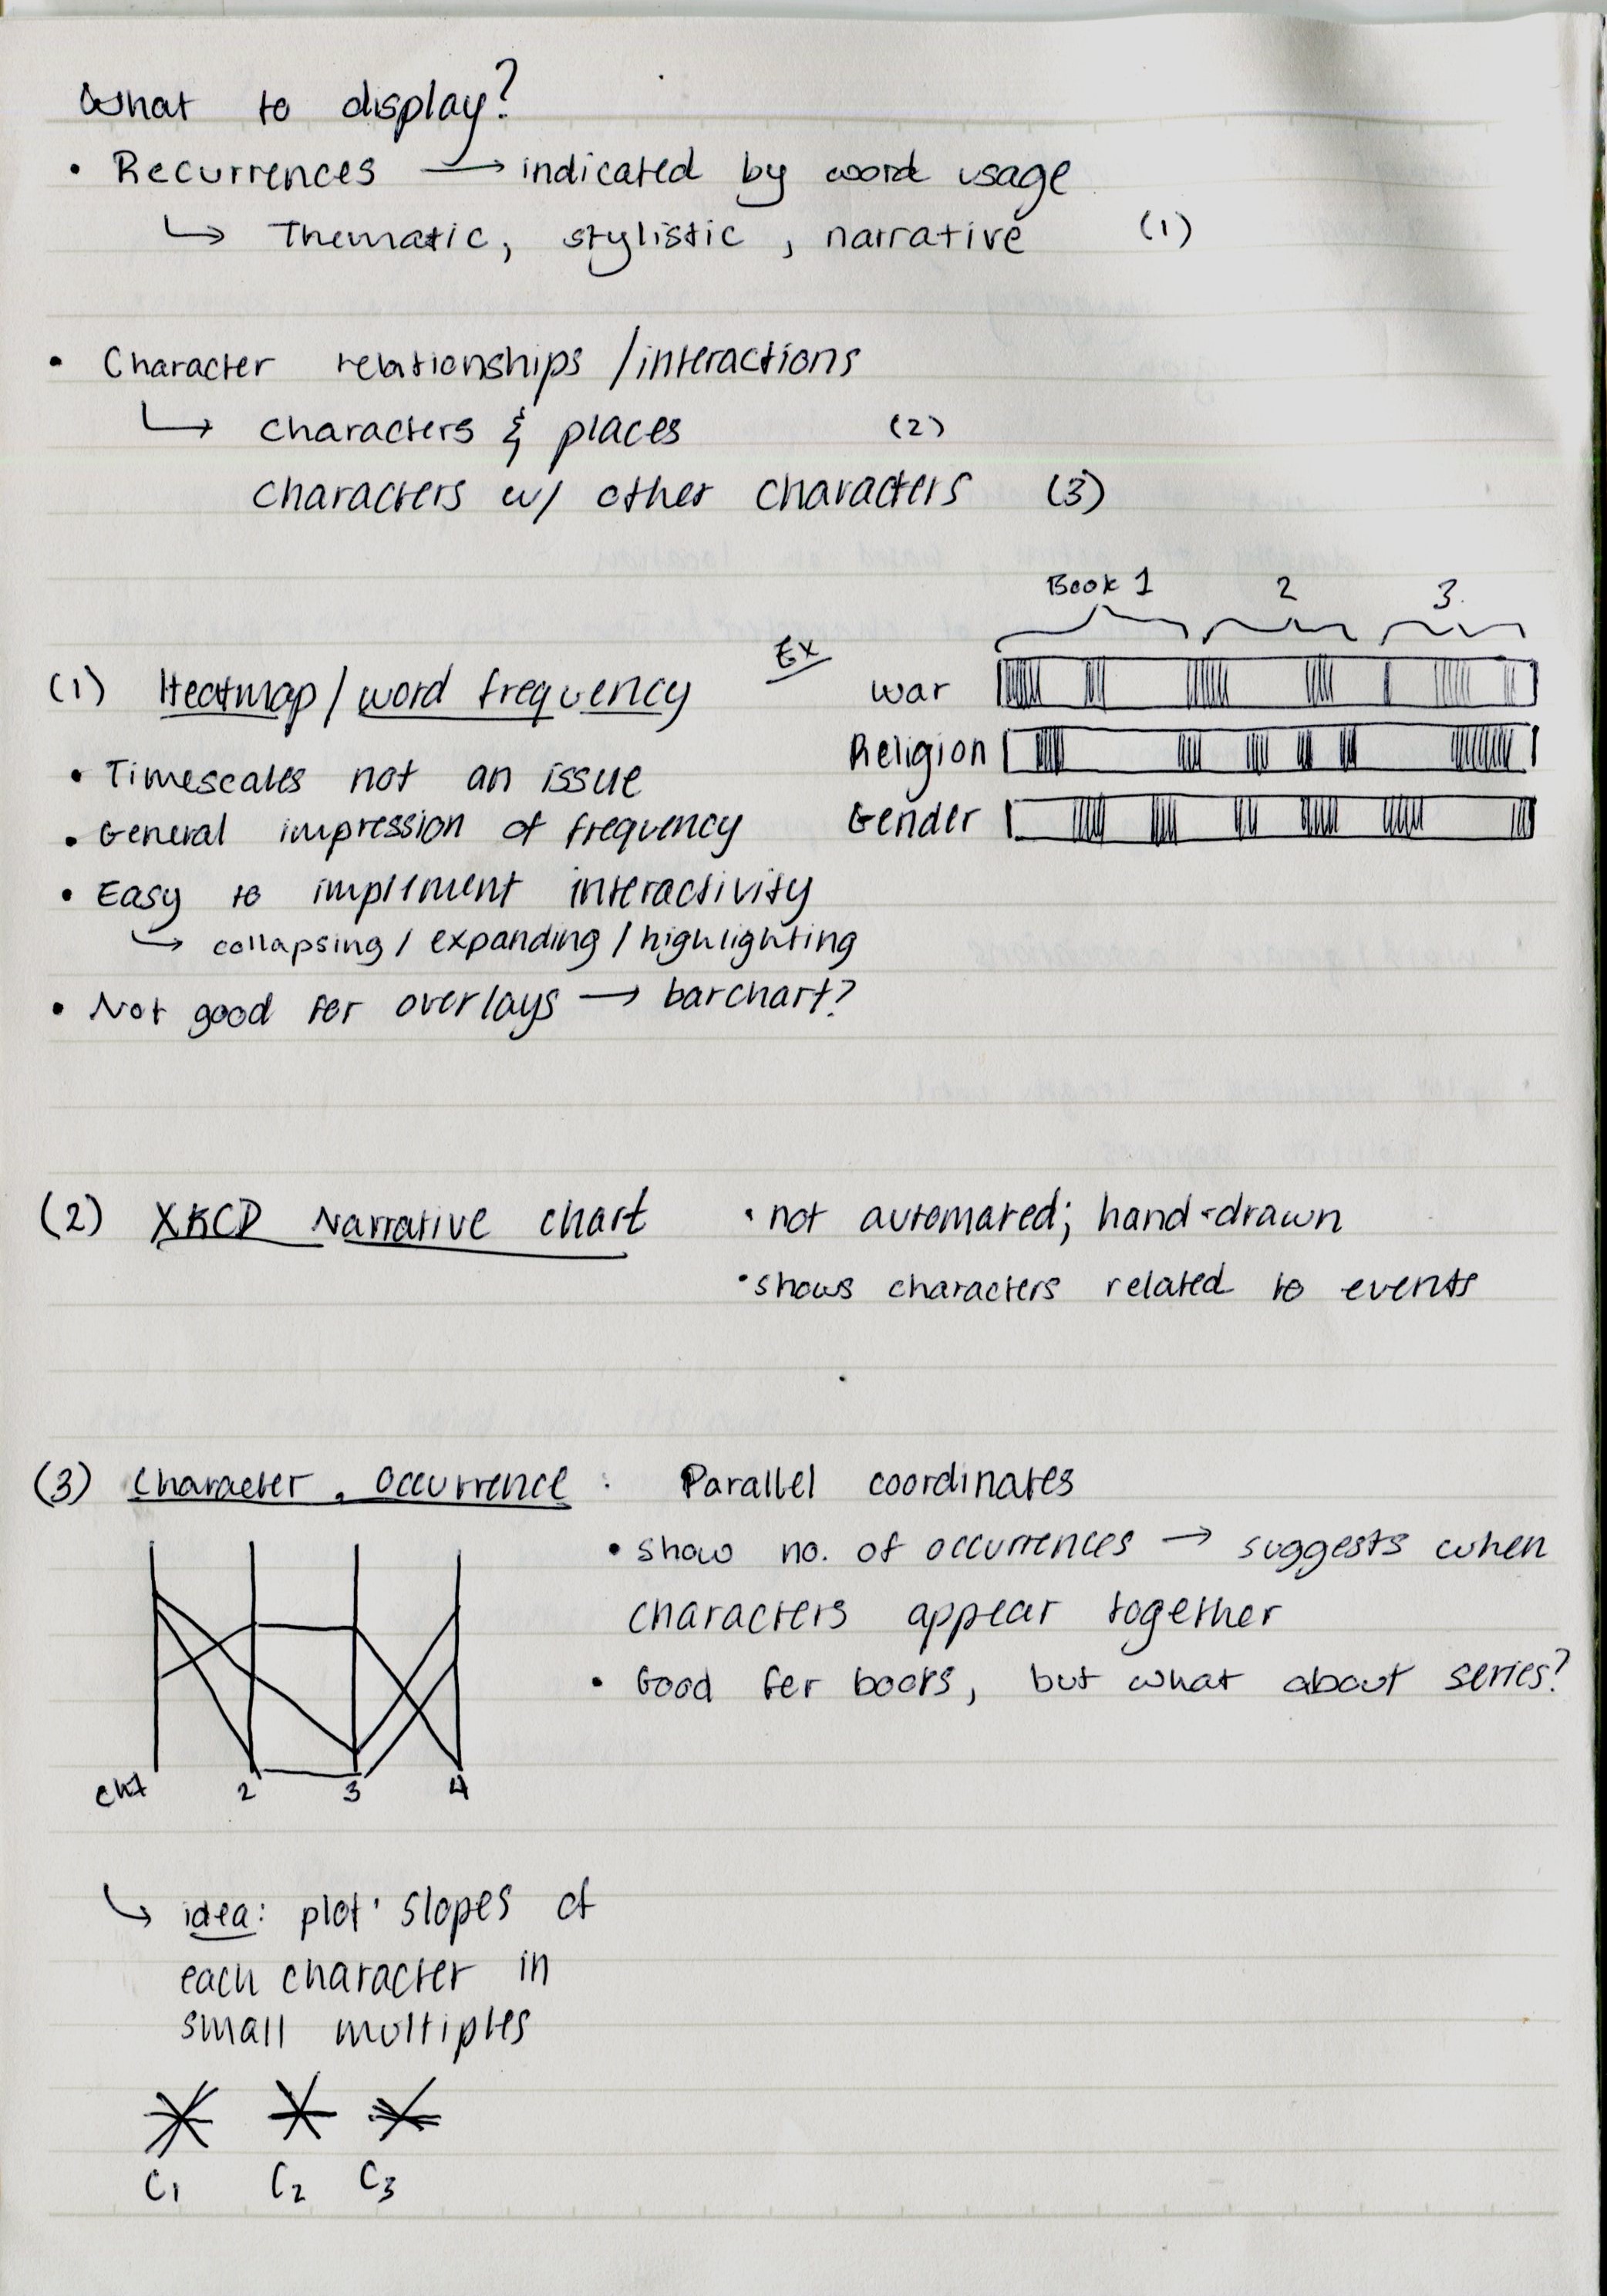 What to display?
• Recurrences → indicated by word usage
↳ Thematic, stylistic, narrative (1)
• Character relationships / interactions
↳ characters & places (2)
characters w/ other characters (3)
Book 1 2 3
(1) Heatmap / word frequency Ex
war
Religion
Gender
• Timescales not an issue
• General impression of frequency
• Easy to implement interactivity
↳ collapsing / expanding / highlighting
• Not good for overlays → barchart?
(2) XKCD Narrative chart • not automated; hand-drawn
• shows characters related to events
(3) Character Occurrence : Parallel coordinates
• show no. of occurrences → suggests when
characters appear together
• Good for books, but what about series?
Ch1 2 3 4
↳ idea: plot slopes of
each character in
small multiples
C1 C2 C3